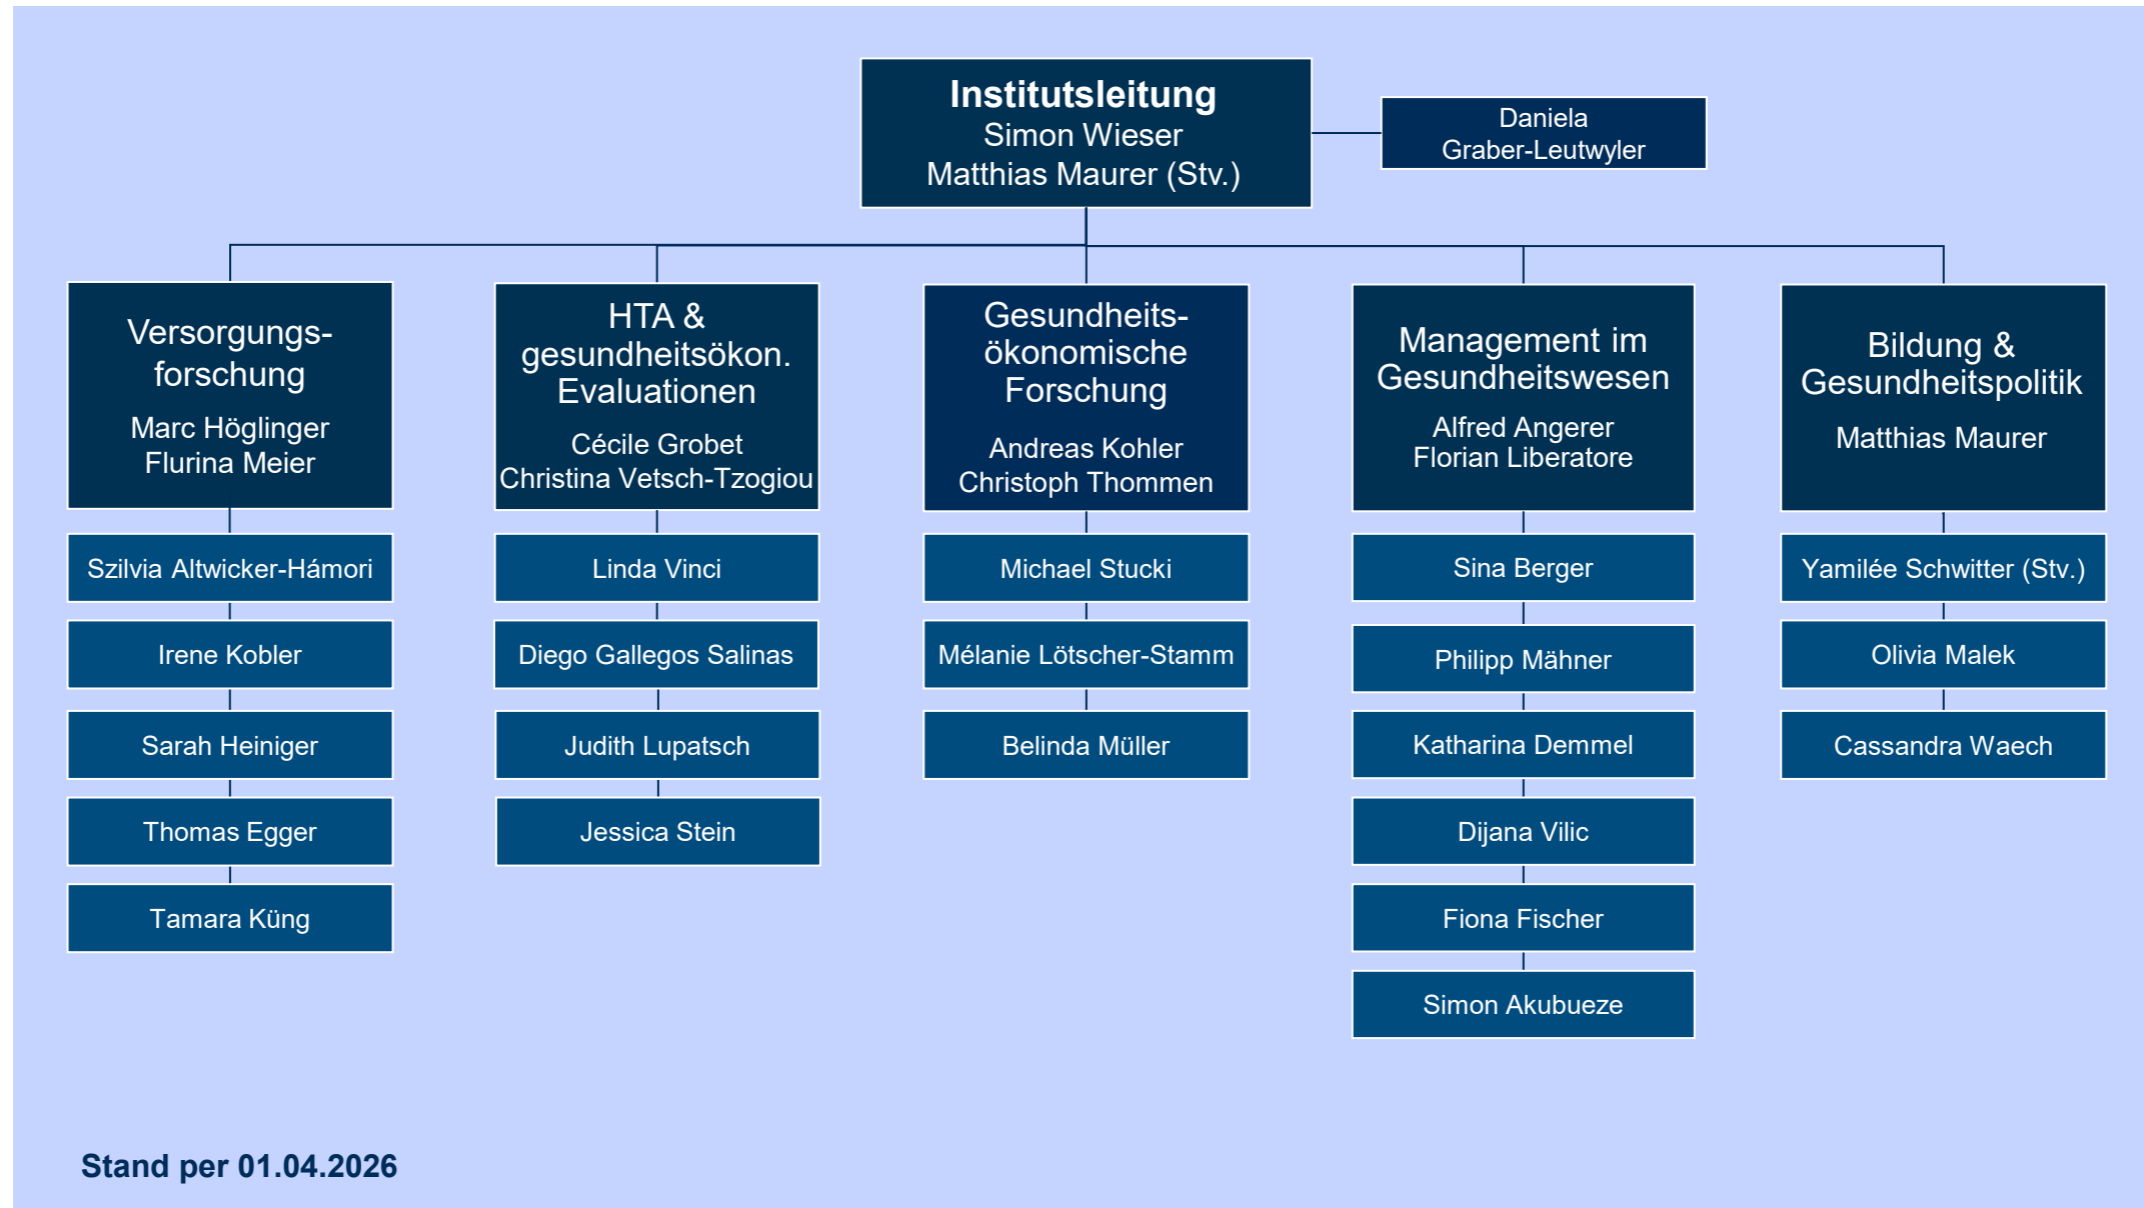 Institutsleitung
Simon Wieser
Matthias Maurer (Stv.)
Daniela
Graber-Leutwyler
Versorgungs-
forschung
Marc Höglinger
Flurina Meier
Szilvia Altwicker-Hámori
Irene Kobler
Sarah Heiniger
Thomas Egger
Tamara Küng
HTA &
gesundheitsökon.
Evaluationen
Cécile Grobet
Christina Vetsch-Tzogiou
Linda Vinci
Diego Gallegos Salinas
Judith Lupatsch
Jessica Stein
Gesundheits-
ökonomische
Forschung
Andreas Kohler
Christoph Thommen
Michael Stucki
Mélanie Lötscher-Stamm
Belinda Müller
Management im
Gesundheitswesen
Alfred Angerer
Florian Liberatore
Sina Berger
Philipp Mähner
Katharina Demmel
Dijana Vilic
Fiona Fischer
Simon Akubueze
Bildung &
Gesundheitspolitik
Matthias Maurer
Yamilée Schwitter (Stv.)
Olivia Malek
Cassandra Waech
Stand per 01.04.2026